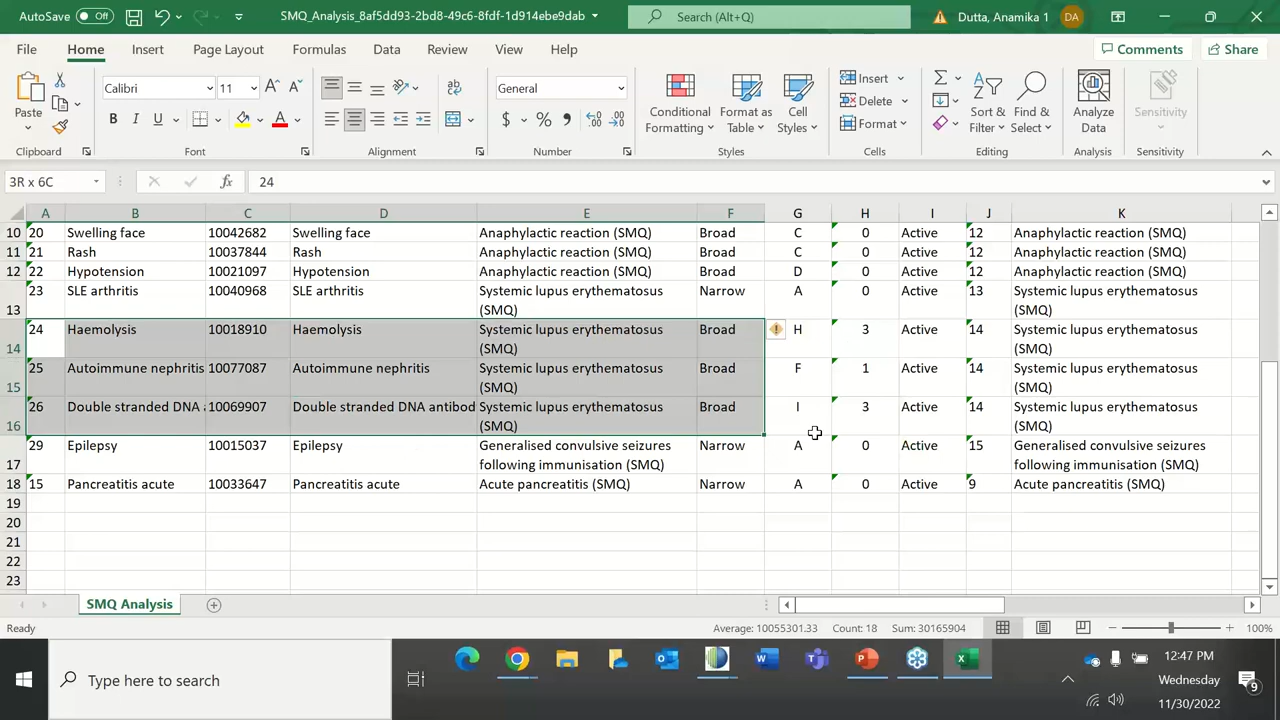 AutoSave Off SMQ_Analysis_8af5dd93-2bd8-49c6-8fdf-1d914ebe9dab Search (Alt+Q) Dutta, Anamika 1 DA
File Home Insert Page Layout Formulas Data Review View Help Comments Share
Paste Calibri 11 General Conditional Formatting Format as Table Cell Styles Insert Delete Format Sort & Filter Find & Select Analyze Data Sensitivity
Clipboard Font Alignment Number Styles Cells Editing Analysis Sensitivity
3R x 6C fx 24
A B C D E F G H I J K
10 20 Swelling face 10042682 Swelling face Anaphylactic reaction (SMQ) Broad C 0 Active 12 Anaphylactic reaction (SMQ)
11 21 Rash 10037844 Rash Anaphylactic reaction (SMQ) Broad C 0 Active 12 Anaphylactic reaction (SMQ)
12 22 Hypotension 10021097 Hypotension Anaphylactic reaction (SMQ) Broad D 0 Active 12 Anaphylactic reaction (SMQ)
23 SLE arthritis 10040968 SLE arthritis Systemic lupus erythematosus Narrow A 0 Active 13 Systemic lupus erythematosus
13 (SMQ) (SMQ)
24 Haemolysis 10018910 Haemolysis Systemic lupus erythematosus Broad H 3 Active 14 Systemic lupus erythematosus
14 (SMQ) (SMQ)
25 Autoimmune nephritis 10077087 Autoimmune nephritis Systemic lupus erythematosus Broad F 1 Active 14 Systemic lupus erythematosus
15 (SMQ) (SMQ)
26 Double stranded DNA 10069907 Double stranded DNA antibod Systemic lupus erythematosus Broad I 3 Active 14 Systemic lupus erythematosus
16 (SMQ) (SMQ)
29 Epilepsy 10015037 Epilepsy Generalised convulsive seizures Narrow A 0 Active 15 Generalised convulsive seizures
17 following immunisation (SMQ) following immunisation (SMQ)
18 15 Pancreatitis acute 10033647 Pancreatitis acute Acute pancreatitis (SMQ) Narrow A 0 Active 9 Acute pancreatitis (SMQ)
19
20
21
22
23
SMQ Analysis
Ready Average: 10055301.33 Count: 18 Sum: 30165904 100%
Type here to search 12:47 PM
Wednesday
11/30/2022 9